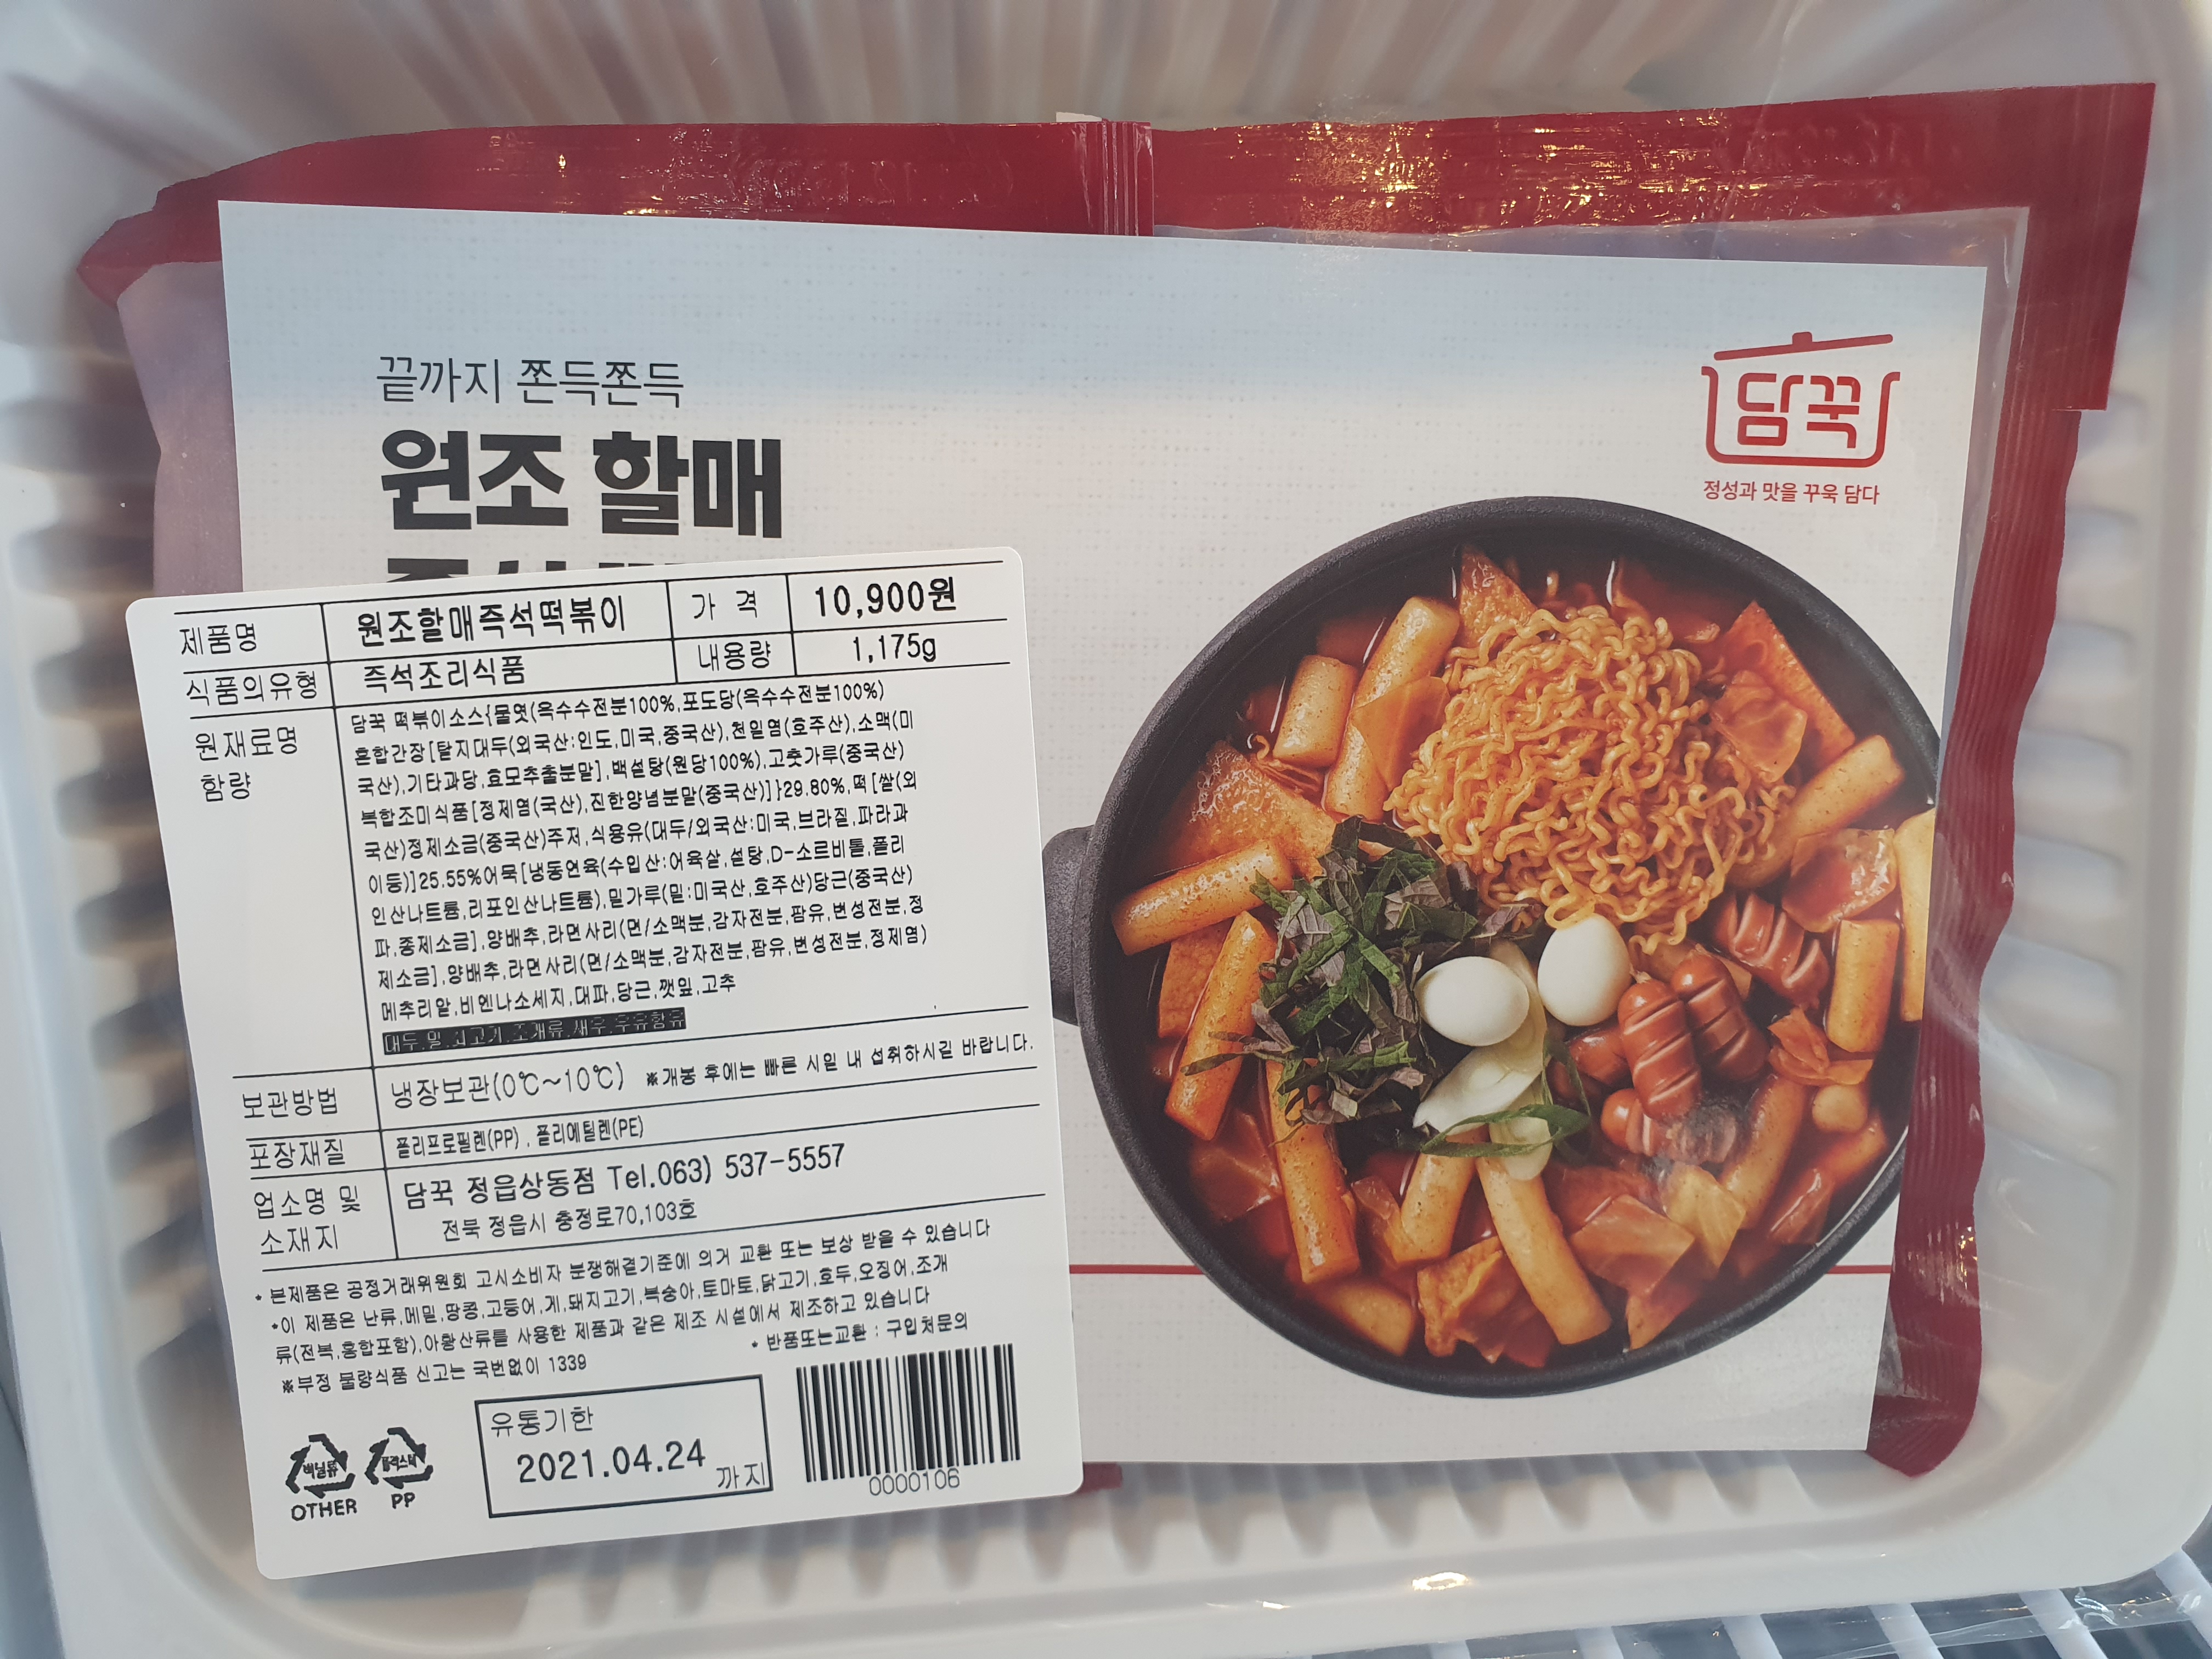 끝까지 쫀득쫀득
원조 할매
담꾹
정성과 맛을 꾸욱 담다
제품명 원조할매즉석떡볶이 가 격 10,900원
식품의유형 즉석조리식품 내용량 1,175g
원재료명
함량
담꾹 떡볶이소스{물엿(옥수수전분100%,포도당(옥수수전분100%)
혼합간장[탈지대두(외국산:인도,미국,중국산),천일염(호주산),소맥(미
국산),기타과당,효모추출분말],백설탕(원당100%),고춧가루(중국산)
복합조미식품[정제염(국산),진한양념분말(중국산)]}29.80%,떡[쌀(외
국산)정제소금(중국산)주저,식용유(대두/외국산:미국,브라질,파라과
이등)]25.55%어묵[냉동연육(수입산:어육살,설탕,D-소르비톨,폴리
인산나트륨,리포인산나트륨),밀가루(밀:미국산,호주산)당근(중국산)
파,중제소금],양배추,라면사리(면/소맥분,감자전분,팜유,변성전분,정
제소금],양배추,라면사리(면/소맥분,감자전분,팜유,변성전분,정제염)
메추리알,비엔나소세지,대파,당근,깻잎,고추
대두,밀,쇠고기,조개류,새우,우유함유
보관방법 냉장보관(0℃~10℃) ※개봉 후에는 빠른 시일 내 섭취하시길 바랍니다.
포장재질 폴리프로필렌(PP) , 폴리에틸렌(PE)
업소명 및
소재지
담꾹 정읍상동점 Tel.063) 537-5557
전북 정읍시 충정로70,103호
• 본제품은 공정거래위원회 고시소비자 분쟁해결기준에 의거 교환 또는 보상 받을 수 있습니다
•이 제품은 난류,메밀,땅콩,고등어,게,돼지고기,복숭아,토마토,닭고기,호두,오징어,조개
류(전복,홍합포함),아황산류를 사용한 제품과 같은 제조 시설에서 제조하고 있습니다
※부정 불량식품 신고는 국번없이 1339
• 반품또는교환 : 구입처문의
비닐류
OTHER
플라스틱
PP
유통기한
2021.04.24 까지
0000106